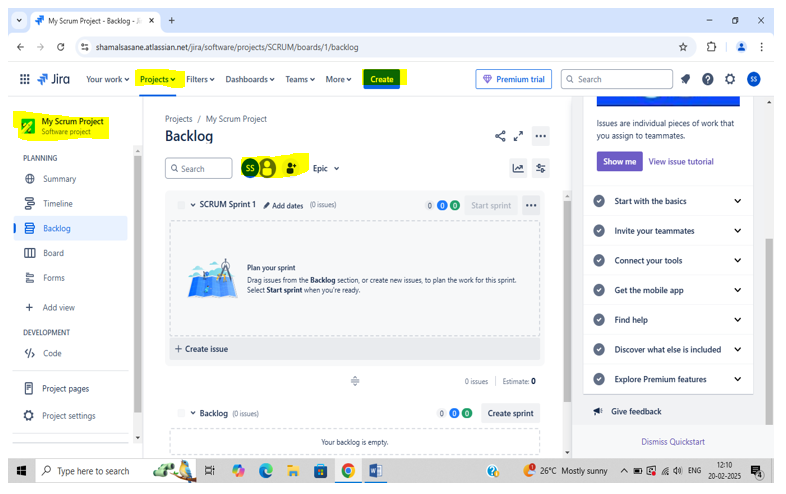 My Scrum Project - Backlog - Ji
shamalsasane.atlassian.net/jira/software/projects/SCRUM/boards/1/backlog
Jira Your work Projects Filters Dashboards Teams More Create Premium trial Search SS
My Scrum Project
Software project
PLANNING
Summary
Timeline
Backlog
Board
Forms
Add view
DEVELOPMENT
Code
Project pages
Project settings
Projects / My Scrum Project
Backlog
Search SS Epic
SCRUM Sprint 1 Add dates (0 issues) 0 0 0 Start sprint
Plan your sprint
Drag issues from the Backlog section, or create new issues, to plan the work for this sprint.
Select Start sprint when you're ready.
+ Create issue
0 issues Estimate: 0
Backlog (0 issues) 0 0 0 Create sprint
Your backlog is empty.
Issues are individual pieces of work that
you assign to teammates.
Show me View issue tutorial
Start with the basics
Invite your teammates
Connect your tools
Get the mobile app
Find help
Discover what else is included
Explore Premium features
Give feedback
Dismiss Quickstart
Type here to search 26°C Mostly sunny ENG 12:10
20-02-2025 4